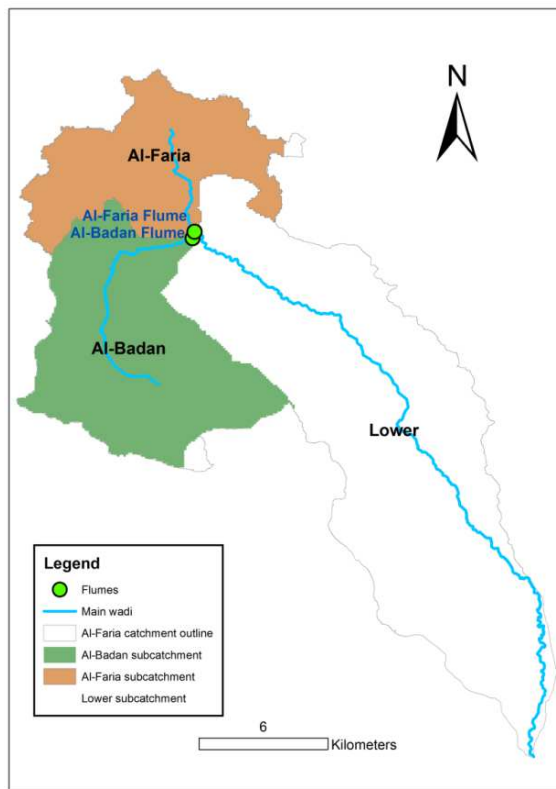 N
Al-Faria
Al-Faria Flume
Al-Badan Flume
Al-Badan
Lower
Legend
Flumes
Main wadi
Al-Faria catchment outline
Al-Badan subcatchment
Al-Faria subcatchment
Lower subcatchment
6
Kilometers